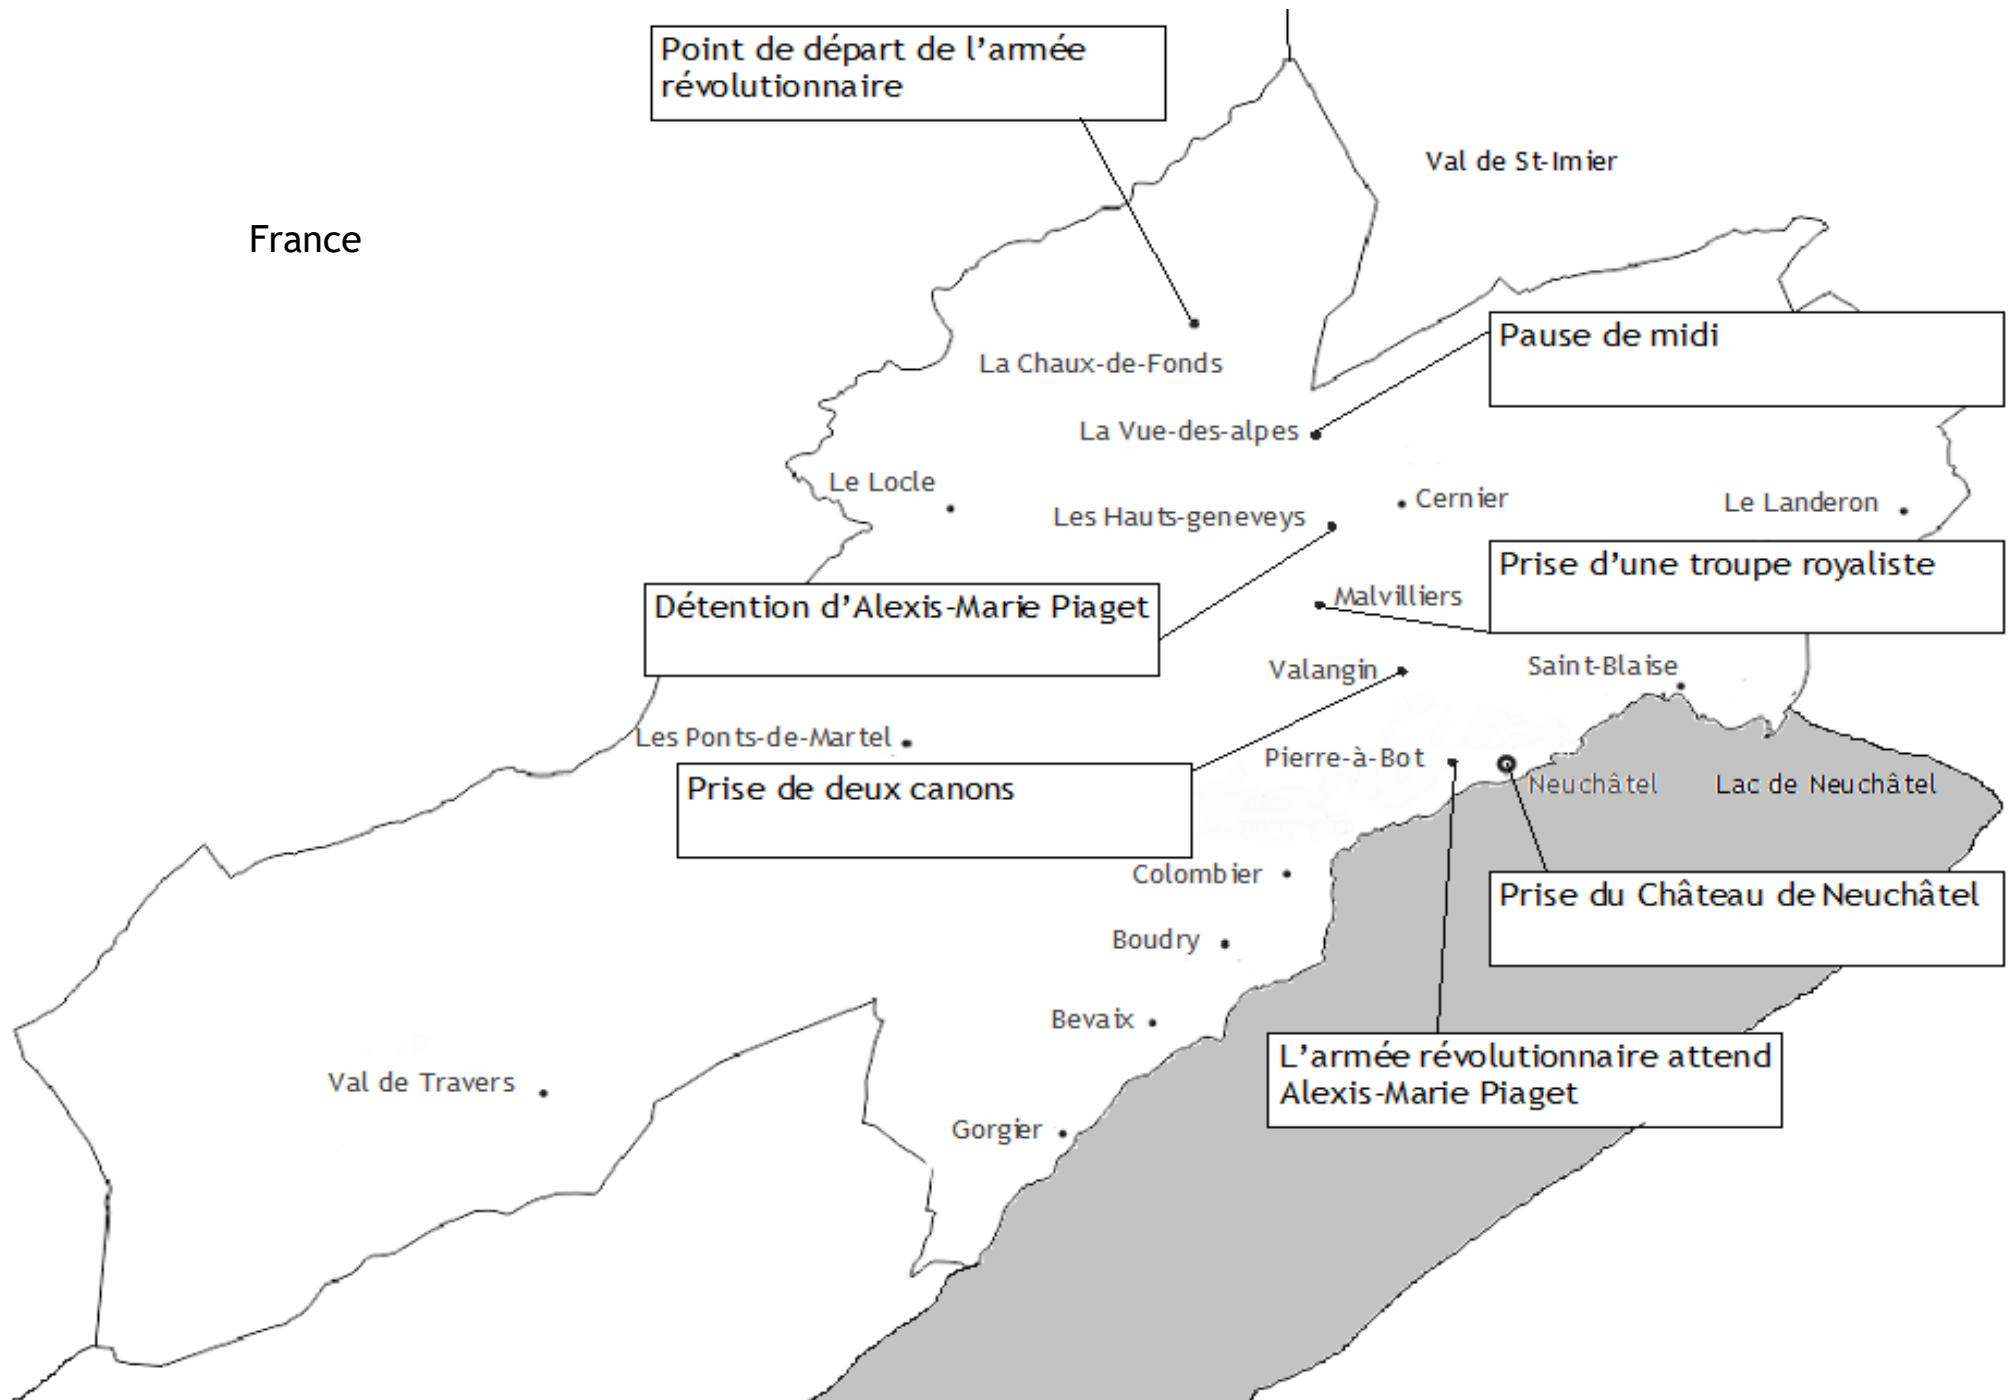 Point de départ de l'armée
révolutionnaire
Val de St-Imier
France
Pause de midi
La Chaux-de-Fonds
La Vue-des-alpes
Le Locle
Cernier
Le Landeron
Les Hauts-geneveys
Prise d'une troupe royaliste
Détention d'Alexis-Marie Piaget
Malvilliers
Valangin
Saint-Blaise
Les Ponts-de-Martel
Pierre-à-Bot
Prise de deux canons
Neuchâtel
Lac de Neuchâtel
Colombier
Prise du Château de Neuchâtel
Boudry
Bevaix
L'armée révolutionnaire attend
Alexis-Marie Piaget
Val de Travers
Gorgier